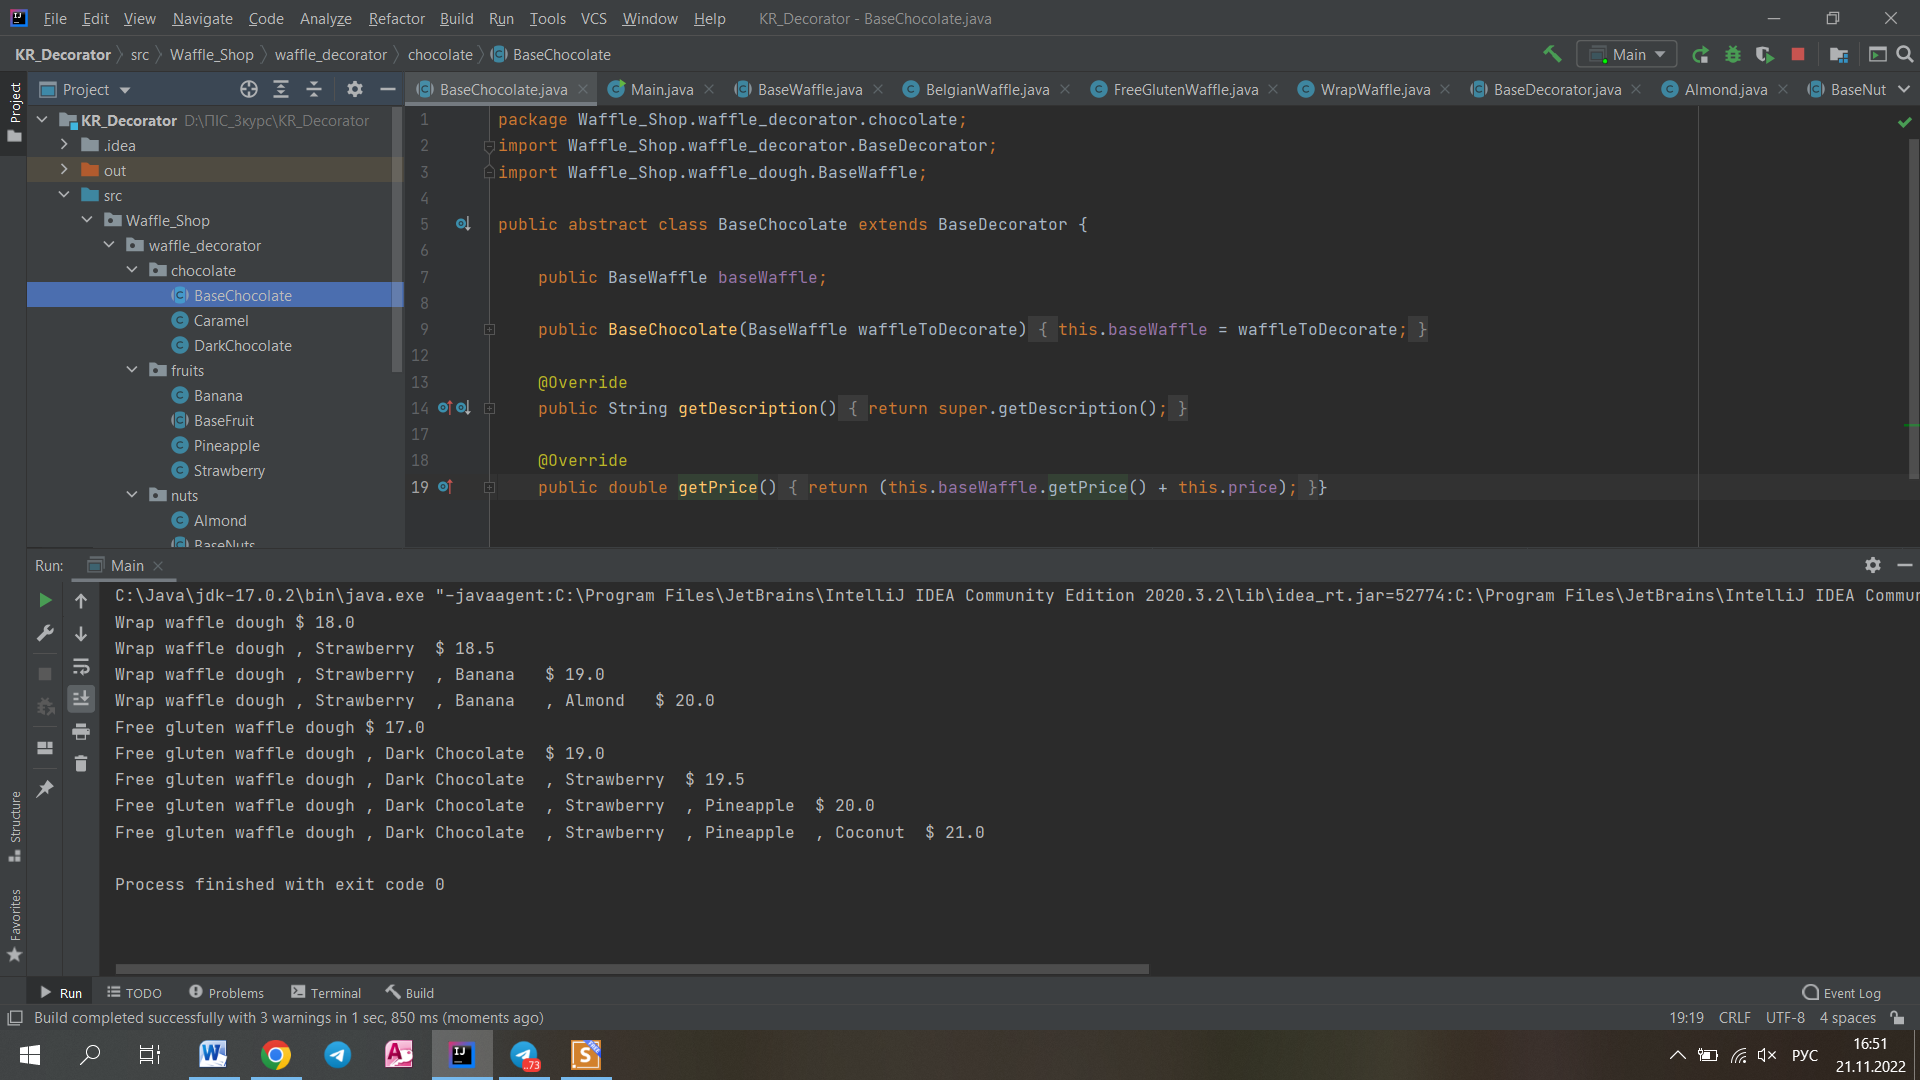 File Edit View Navigate Code Analyze Refactor Build Run Tools VCS Window Help KR_Decorator - BaseChocolate.java
KR_Decorator src Waffle_Shop waffle_decorator chocolate BaseChocolate Main
Project BaseChocolate.java Main.java BaseWaffle.java BelgianWaffle.java FreeGlutenWaffle.java WrapWaffle.java BaseDecorator.java Almond.java BaseNut
Project
KR_Decorator D:\ПІС_3курс\KR_Decorator
.idea
out
src
Waffle_Shop
waffle_decorator
chocolate
BaseChocolate
Caramel
DarkChocolate
fruits
Banana
BaseFruit
Pineapple
Strawberry
nuts
Almond
BaseNuts
1 package Waffle_Shop.waffle_decorator.chocolate;
2 import Waffle_Shop.waffle_decorator.BaseDecorator;
3 import Waffle_Shop.waffle_dough.BaseWaffle;
4
5 public abstract class BaseChocolate extends BaseDecorator {
6
7 public BaseWaffle baseWaffle;
8
9 public BaseChocolate(BaseWaffle waffleToDecorate) { this.baseWaffle = waffleToDecorate; }
12
13 @Override
14 public String getDescription() { return super.getDescription(); }
17
18 @Override
19 public double getPrice() { return (this.baseWaffle.getPrice() + this.price); }}
Run: Main
C:\Java\jdk-17.0.2\bin\java.exe "-javaagent:C:\Program Files\JetBrains\IntelliJ IDEA Community Edition 2020.3.2\lib\idea_rt.jar=52774:C:\Program Files\JetBrains\IntelliJ IDEA Commu
Wrap waffle dough $ 18.0
Wrap waffle dough , Strawberry $ 18.5
Wrap waffle dough , Strawberry , Banana $ 19.0
Wrap waffle dough , Strawberry , Banana , Almond $ 20.0
Free gluten waffle dough $ 17.0
Free gluten waffle dough , Dark Chocolate $ 19.0
Free gluten waffle dough , Dark Chocolate , Strawberry $ 19.5
Free gluten waffle dough , Dark Chocolate , Strawberry , Pineapple $ 20.0
Free gluten waffle dough , Dark Chocolate , Strawberry , Pineapple , Coconut $ 21.0
Process finished with exit code 0
Structure
Favorites
Run TODO Problems Terminal Build Event Log
Build completed successfully with 3 warnings in 1 sec, 850 ms (moments ago) 19:19 CRLF UTF-8 4 spaces
..73
РУС
16:51
21.11.2022